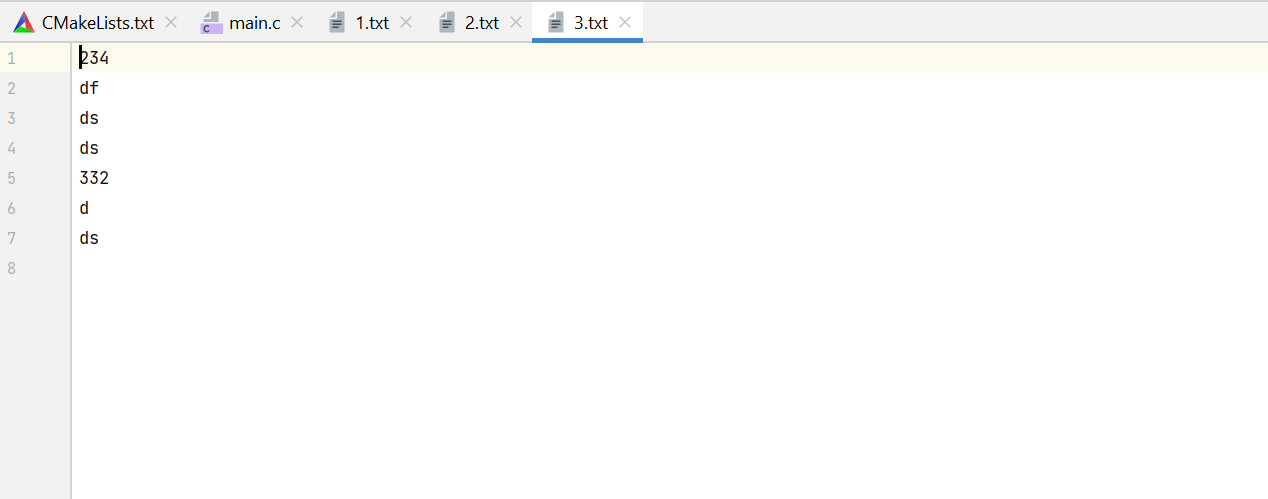 CMakeLists.txt main.c 1.txt 2.txt 3.txt
1 234
2 df
3 ds
4 ds
5 332
6 d
7 ds
8